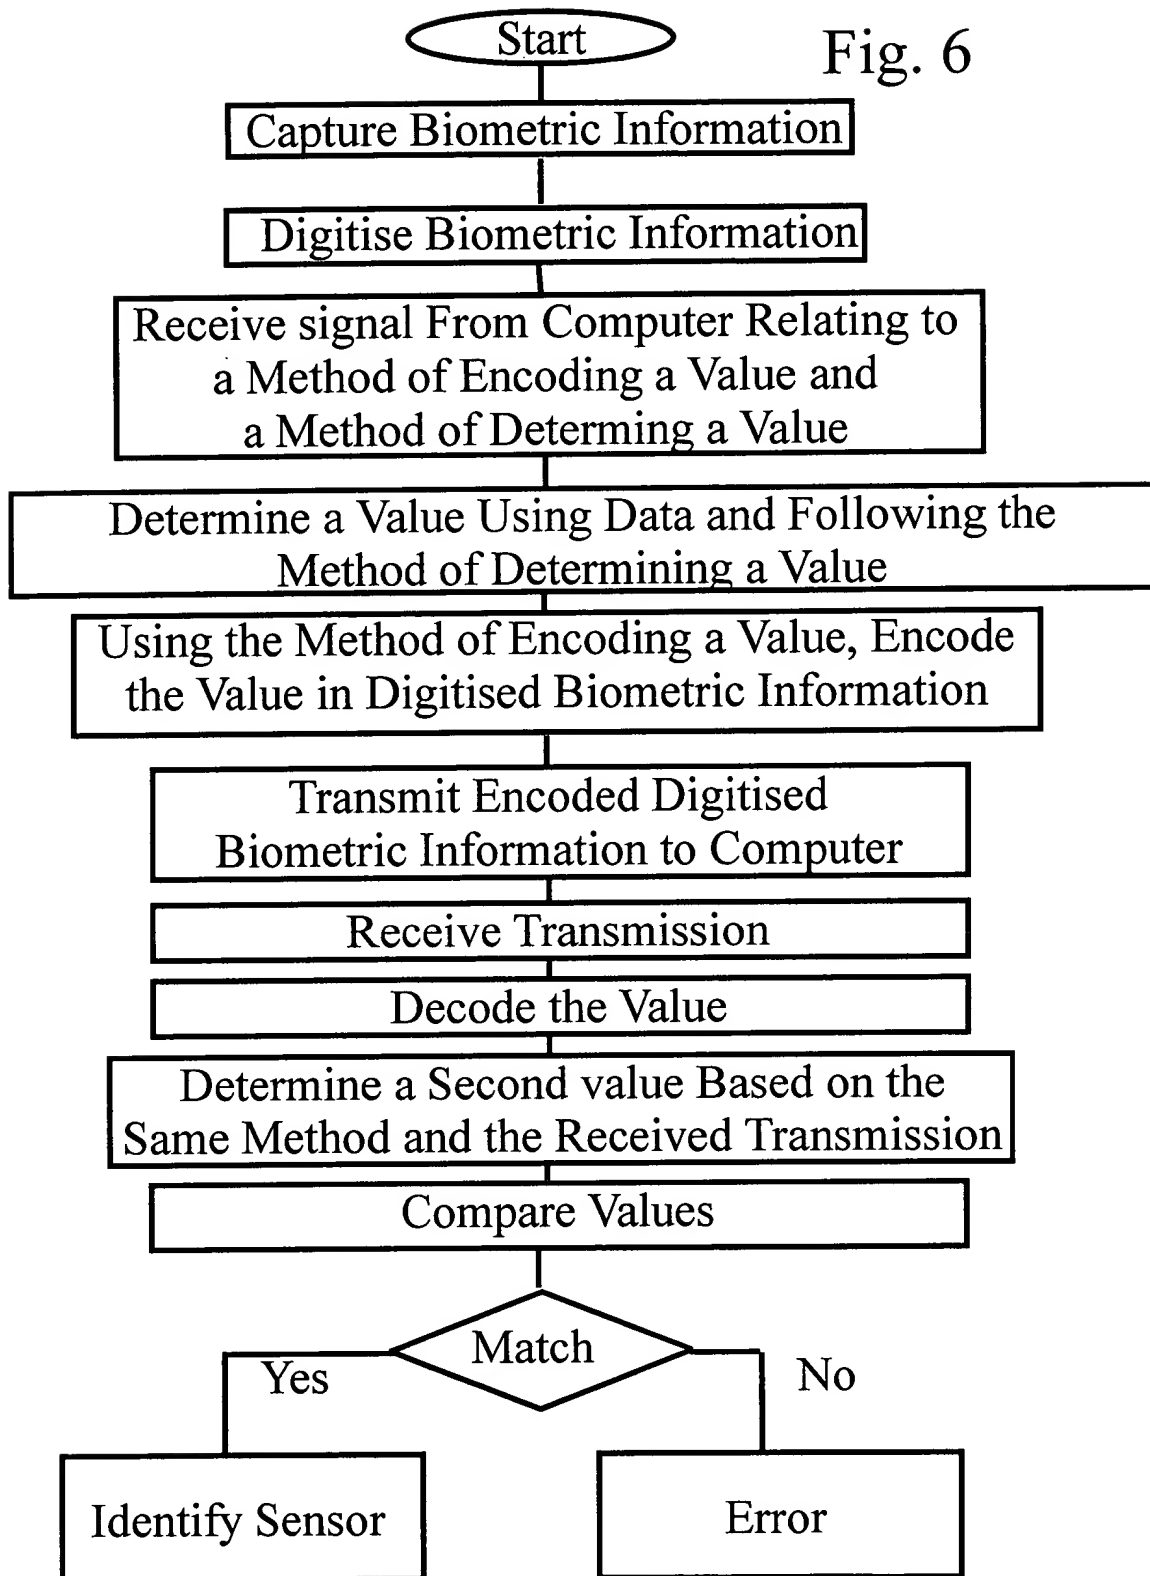 Start
Fig. 6
Capture Biometric Information
Digitise Biometric Information
Receive signal From Computer Relating to
a Method of Encoding a Value and
a Method of Determing a Value
Determine a Value Using Data and Following the
Method of Determining a Value
Using the Method of Encoding a Value, Encode
the Value in Digitised Biometric Information
Transmit Encoded Digitised
Biometric Information to Computer
Receive Transmission
Decode the Value
Determine a Second value Based on the
Same Method and the Received Transmission
Compare Values
Match
Yes
No
Identify Sensor
Error